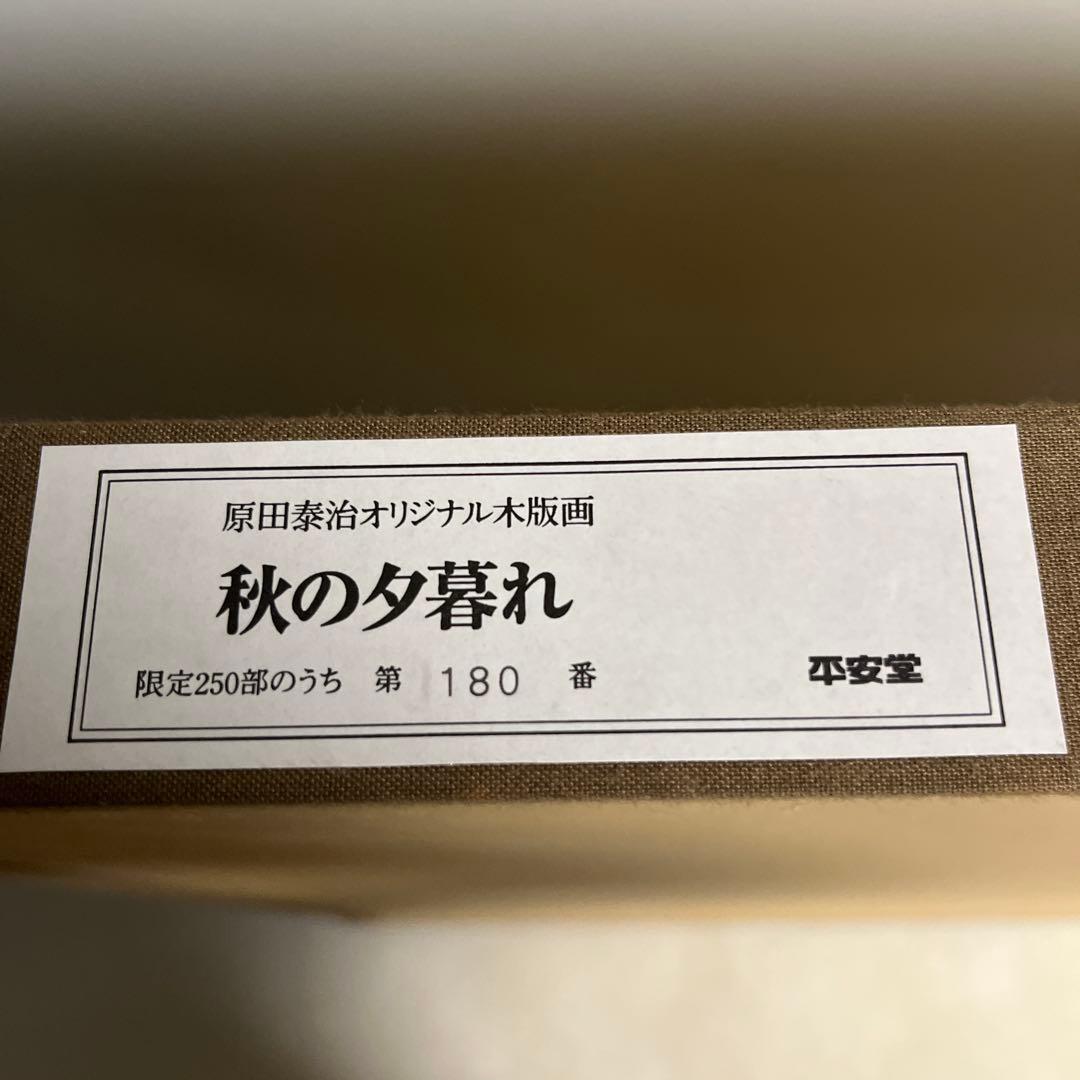 原田泰治オリジナル木版画
秋の夕暮れ
限定250部のうち 第 180 番
平安堂